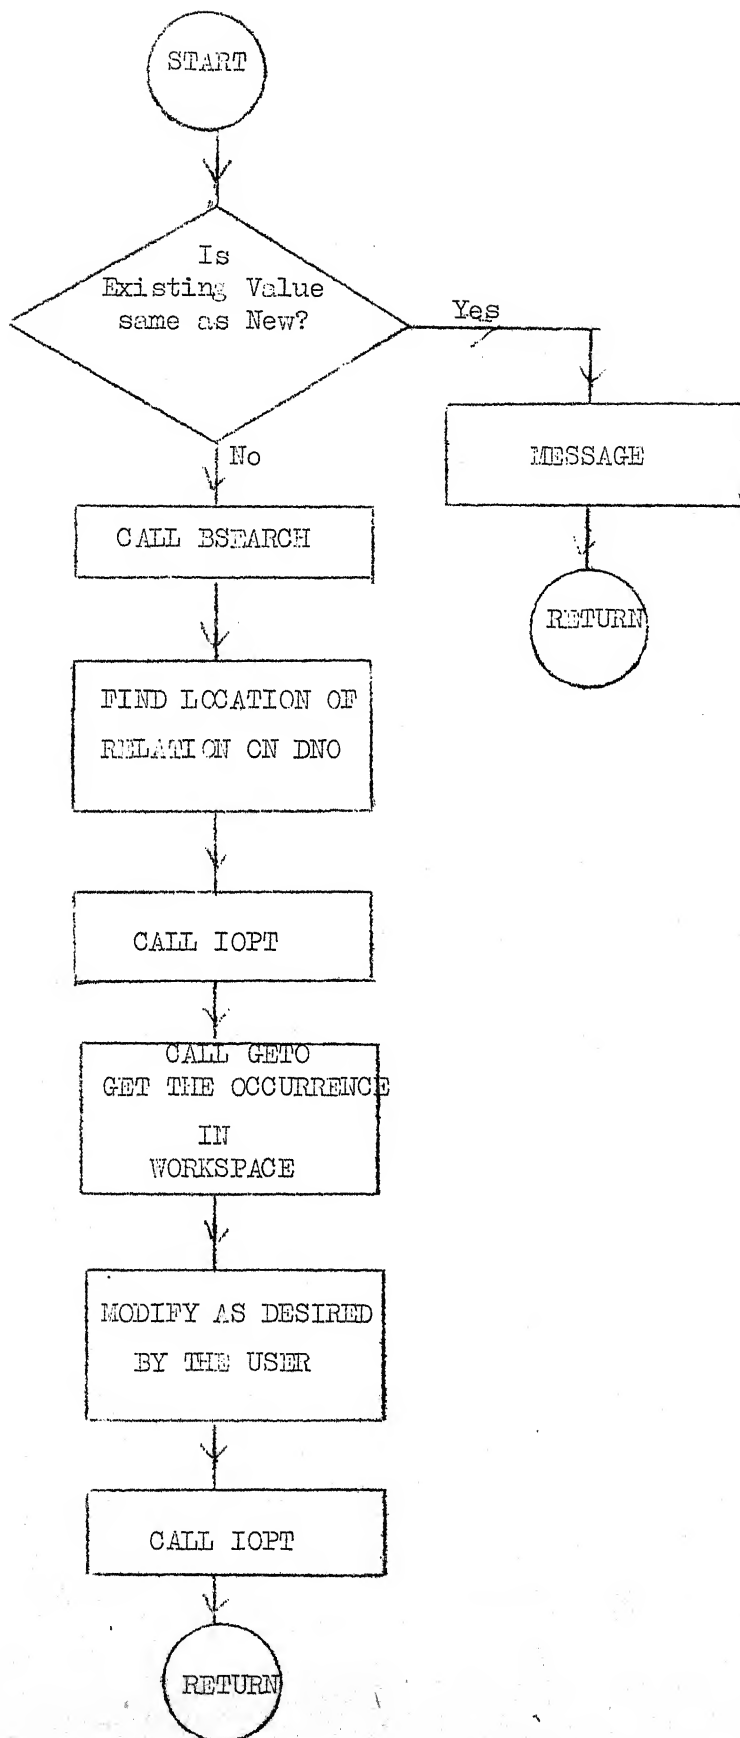 START
Is
Existing Value
same as New?
Yes
No
MESSAGE
RETURN
CALL BSEARCH
FIND LOCATION OF
RELATION ON DNO
CALL IOPT
CALL GETO
GET THE OCCURRENCE
IN
WORKSPACE
MODIFY AS DESIRED
BY THE USER
CALL IOPT
RETURN